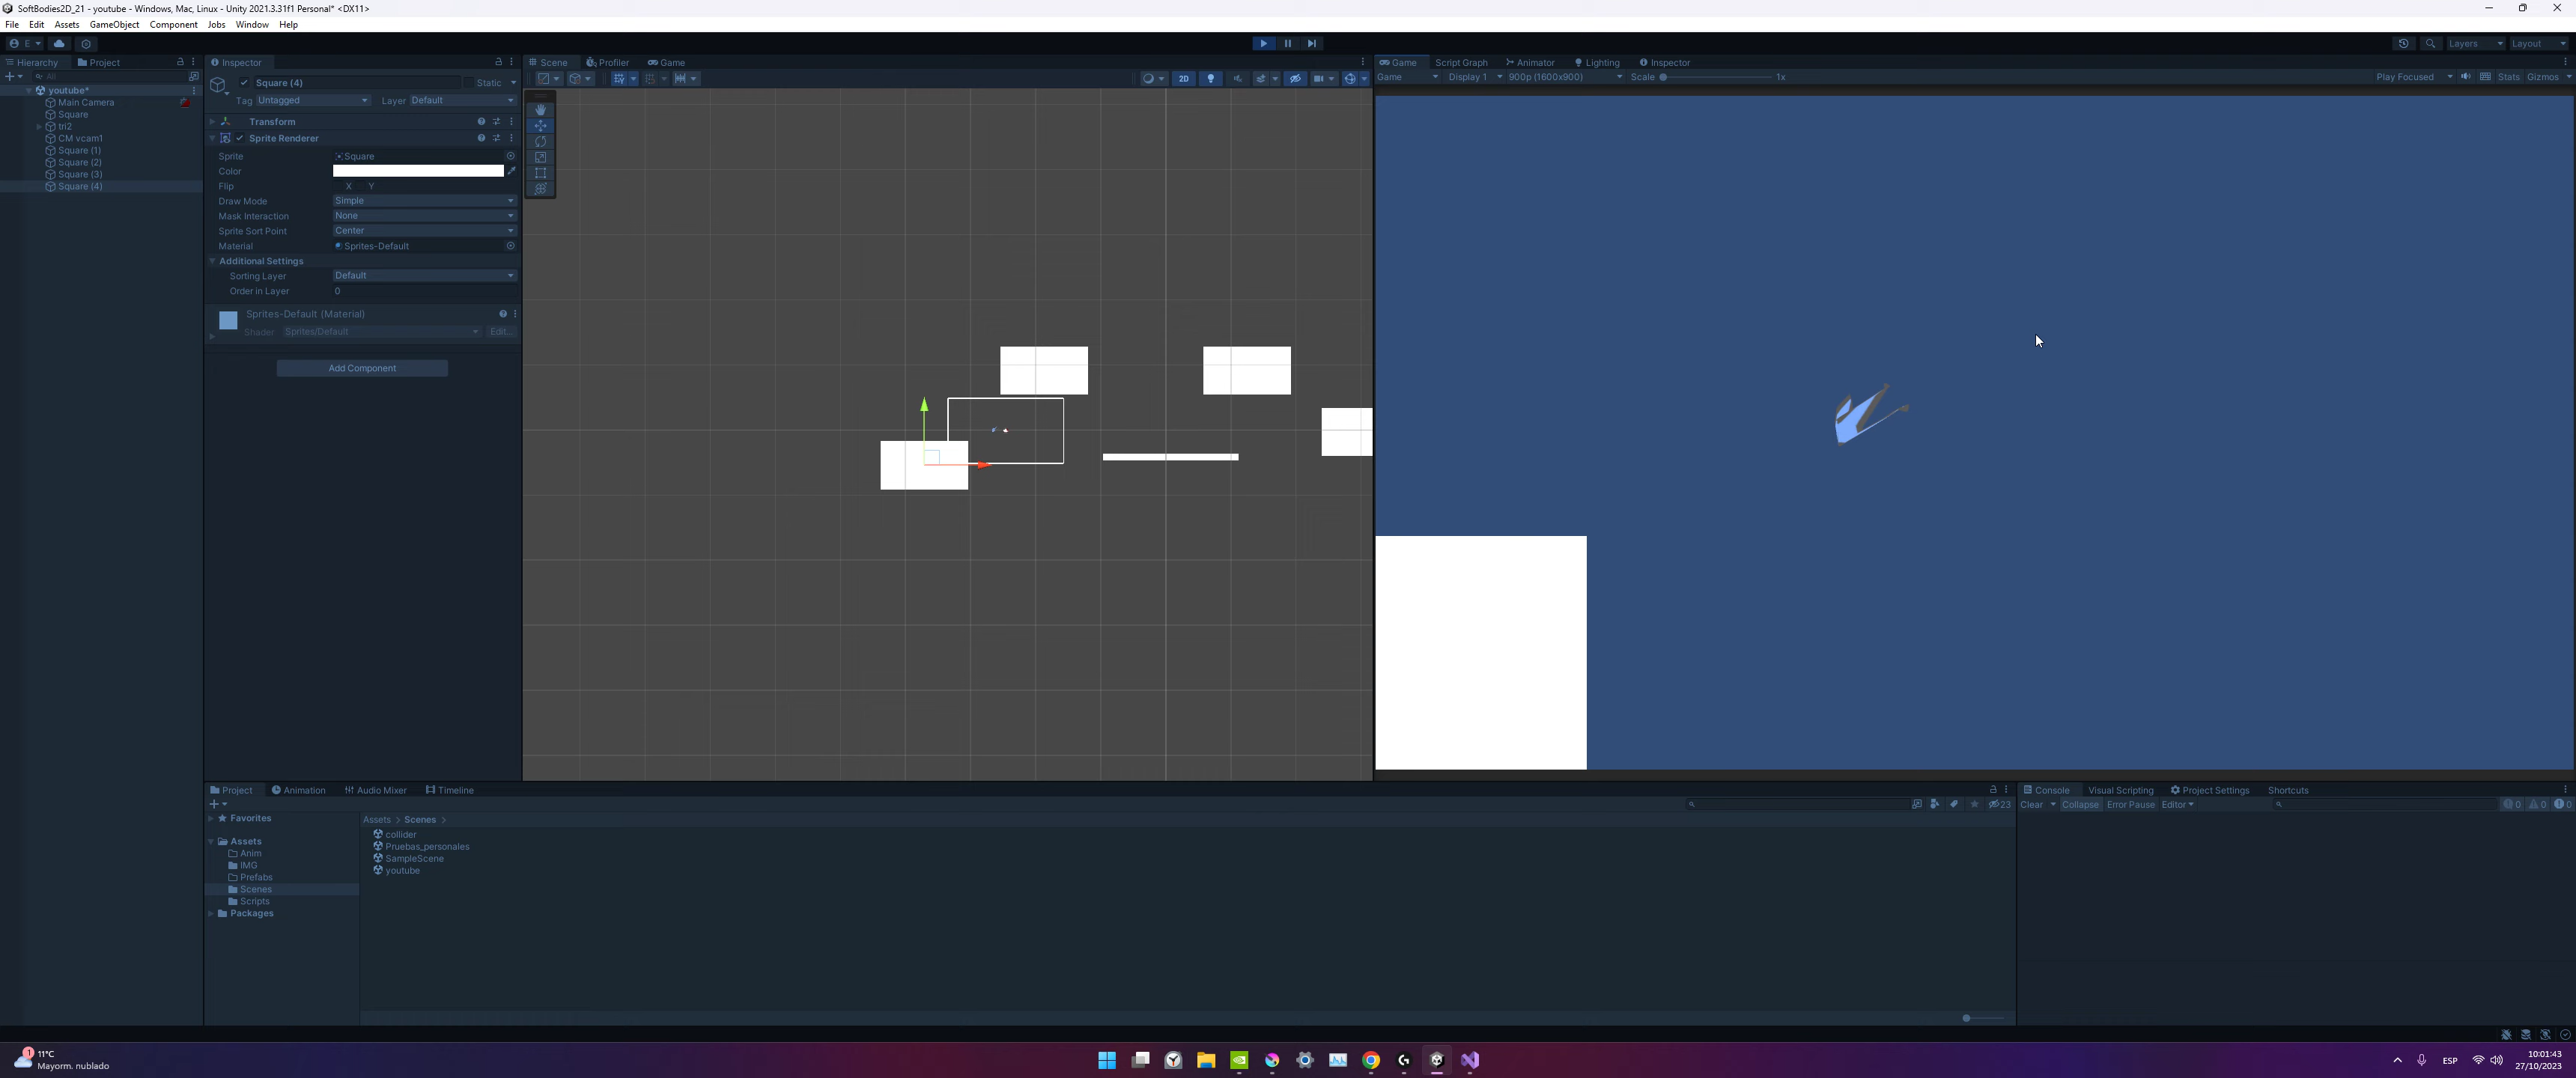 SoftBodies2D_21 - youtube - Windows, Mac, Linux - Unity 2021.3.31f1 Personal* <DX11>
File Edit Assets GameObject Component Jobs Window Help
E Layers Layout
Hierarchy Project
All
youtube*
Main Camera
Square
tri2
CM vcam1
Square (1)
Square (2)
Square (3)
Square (4)
Inspector
Square (4) Static
Tag Untagged Layer Default
Transform
Sprite Renderer
Sprite Square
Color
Flip X Y
Draw Mode Simple
Mask Interaction None
Sprite Sort Point Center
Material Sprites-Default
Additional Settings
Sorting Layer Default
Order in Layer 0
Sprites-Default (Material)
Shader Sprites/Default Edit...
Add Component
Scene Profiler Game
2D
Game Script Graph Animator Lighting Inspector
Game Display 1 900p (1600x900) Scale 1x Play Focused Stats Gizmos
Project Animation Audio Mixer Timeline
23
Favorites
Assets
Anim
IMG
Prefabs
Scenes
Scripts
Packages
Assets > Scenes >
collider
Pruebas_personales
SampleScene
youtube
Console Visual Scripting Project Settings Shortcuts
Clear Collapse Error Pause Editor 0 0 0
1
11°C
Mayorm. nublado
ESP
10:01:43
27/10/2023